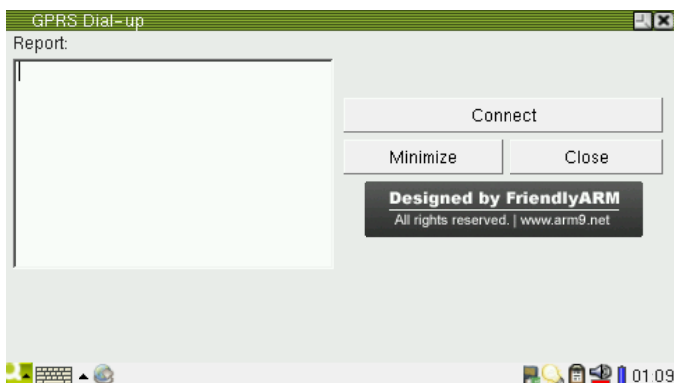 GPRS Dial-up
Report:
Connect
Minimize
Close
Designed by FriendlyARM
All rights reserved. | www.arm9.net
01:09